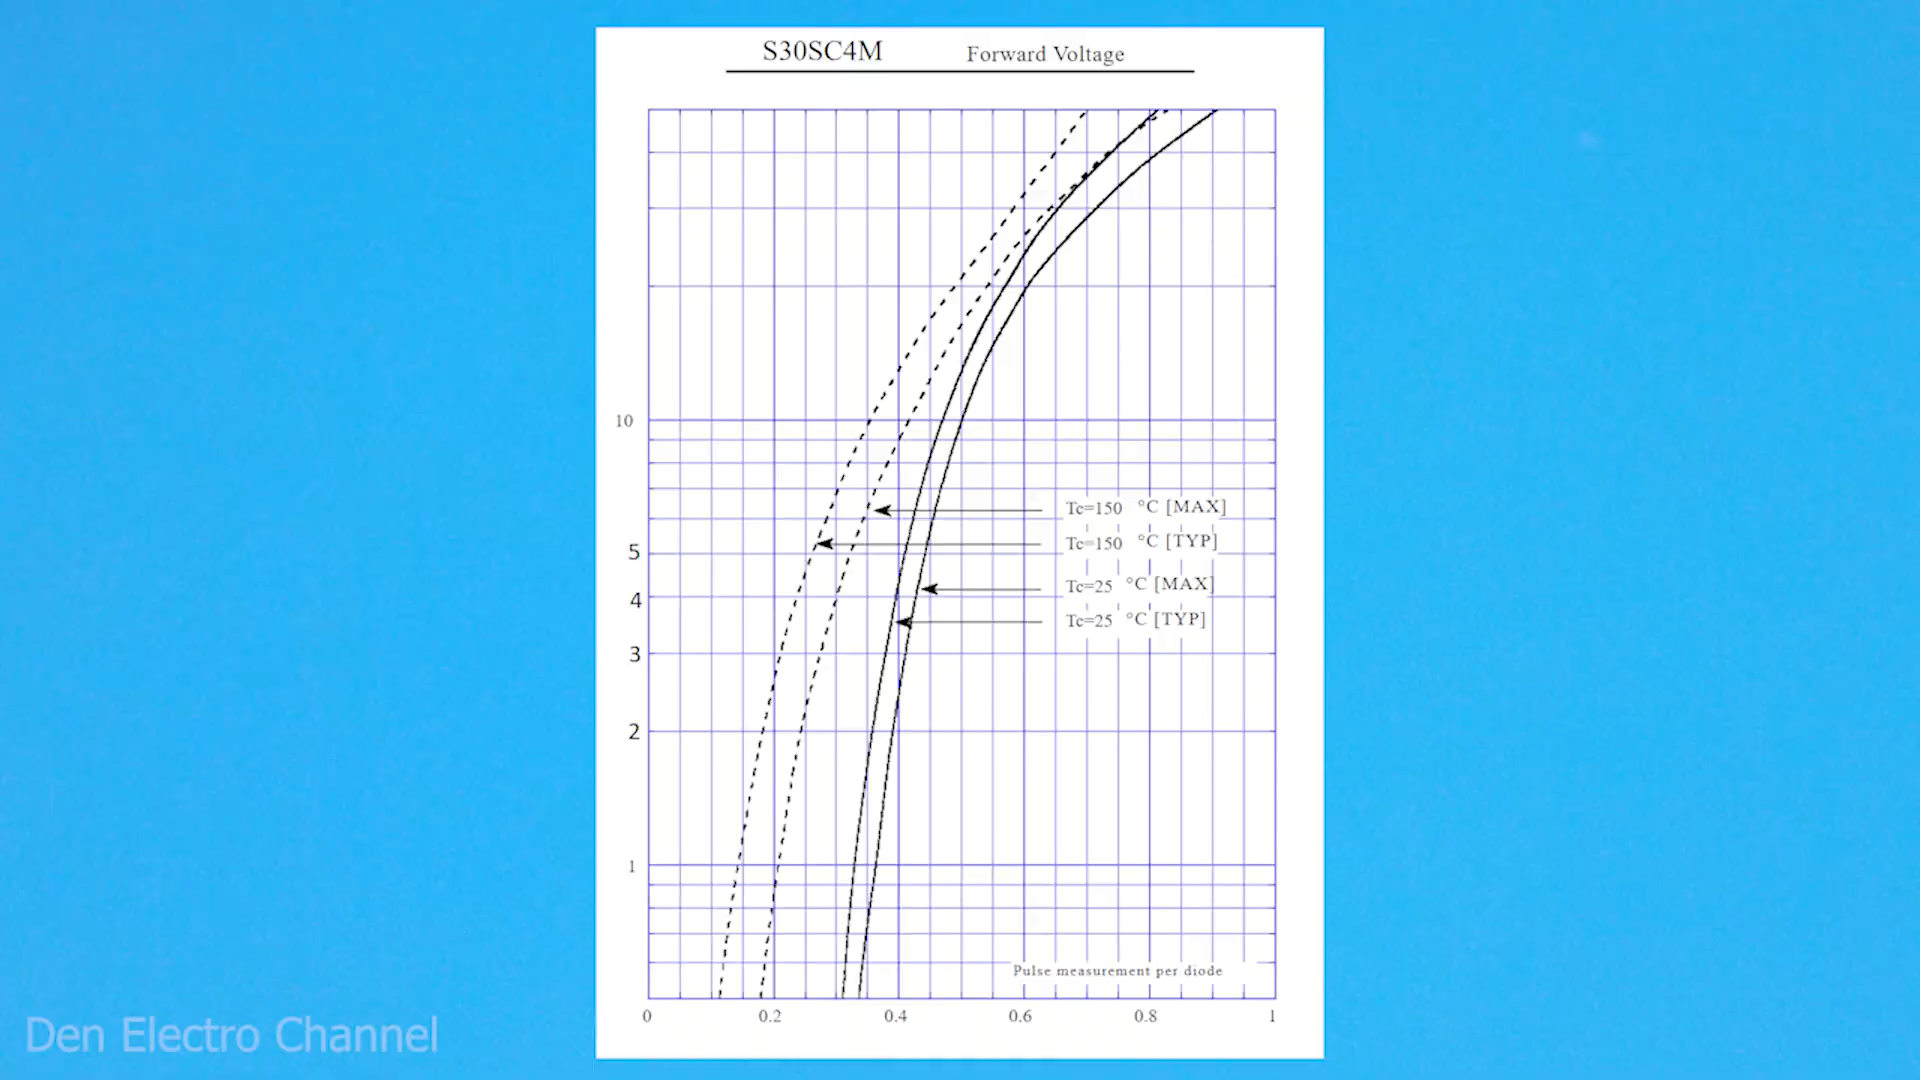 S30SC4M Forward Voltage
10
Tc=150 °C [MAX]
Tc=150 °C [TYP]
5
Tc=25 °C [MAX]
4
Tc=25 °C [TYP]
3
2
1
Pulse measurement per diode
0 0.2 0.4 0.6 0.8 1
Den Electro Channel